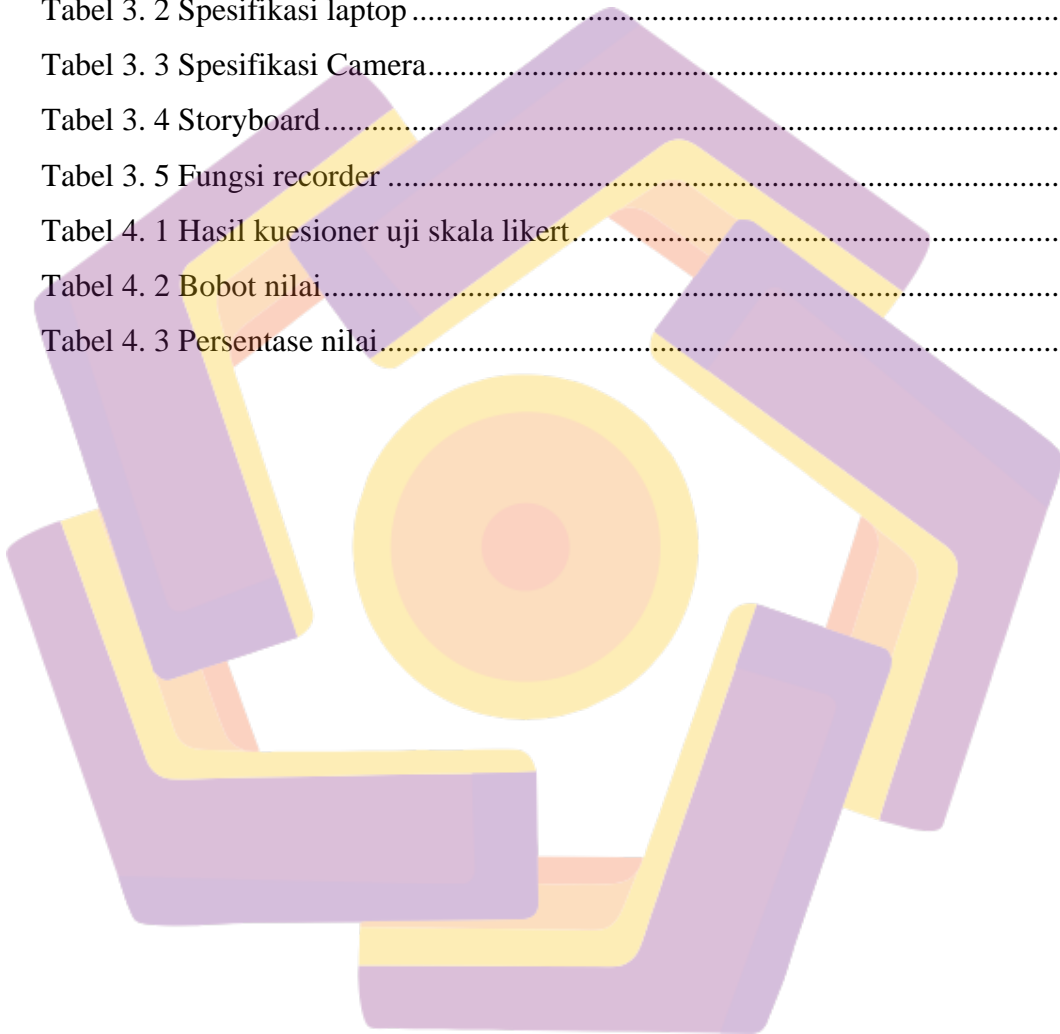 Tabel 3. 2 Spesifikasi laptop ................................................................................
Tabel 3. 3 Spesifikasi Camera................................................................................
Tabel 3. 4 Storyboard................................................................................
Tabel 3. 5 Fungsi recorder ................................................................................
Tabel 4. 1 Hasil kuesioner uji skala likert................................................................................
Tabel 4. 2 Bobot nilai................................................................................
Tabel 4. 3 Persentase nilai................................................................................